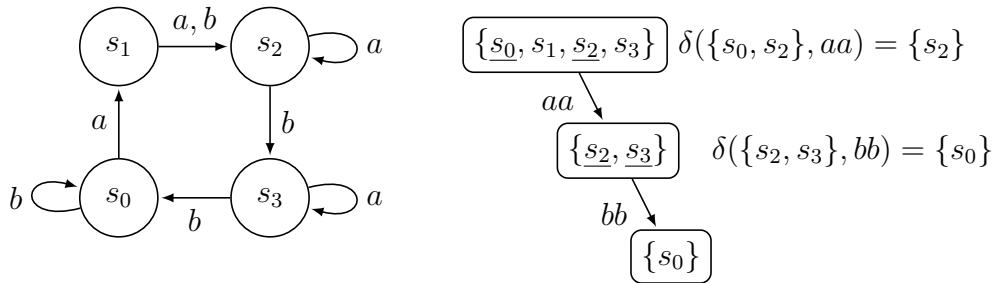 s₁
a, b
s₂
a
a
b
b
s₀
b
s₃
a
{s₀, s₁, s₂, s₃} δ({s₀, s₂}, aa) = {s₂}
aa
{s₂, s₃} δ({s₂, s₃}, bb) = {s₀}
bb
{s₀}